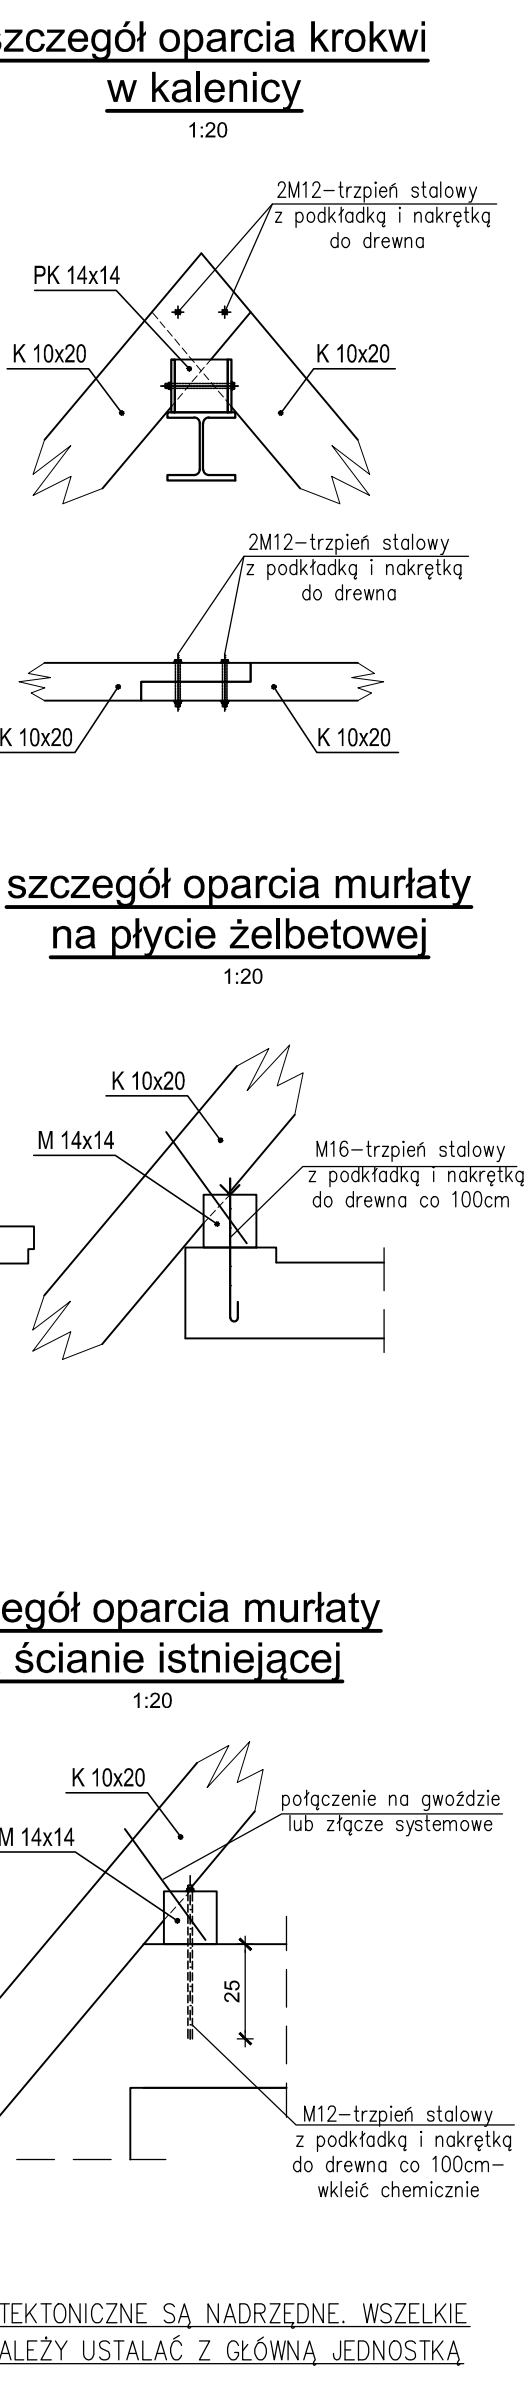 szczegół oparcia krokwi
w kalenicy
1:20
2M12-trzpień stalowy
z podkładką i nakrętką
do drewna
PK 14x14
K 10x20
K 10x20
2M12-trzpień stalowy
z podkładką i nakrętką
do drewna
K 10x20
K 10x20
szczegół oparcia murłaty
na płycie żelbetowej
1:20
K 10x20
M 14x14
M16-trzpień stalowy
z podkładką i nakrętką
do drewna co 100cm
egół oparcia murłaty
ścianie istniejącej
1:20
K 10x20
połączenie na gwoździe
lub złącze systemowe
M 14x14
25
M12-trzpień stalowy
z podkładką i nakrętką
do drewna co 100cm-
wkleić chemicznie
TEKTONICZNE SĄ NADRZĘDNE. WSZELKIE
ALEŻY USTALAĆ Z GŁÓWNĄ JEDNOSTKĄ